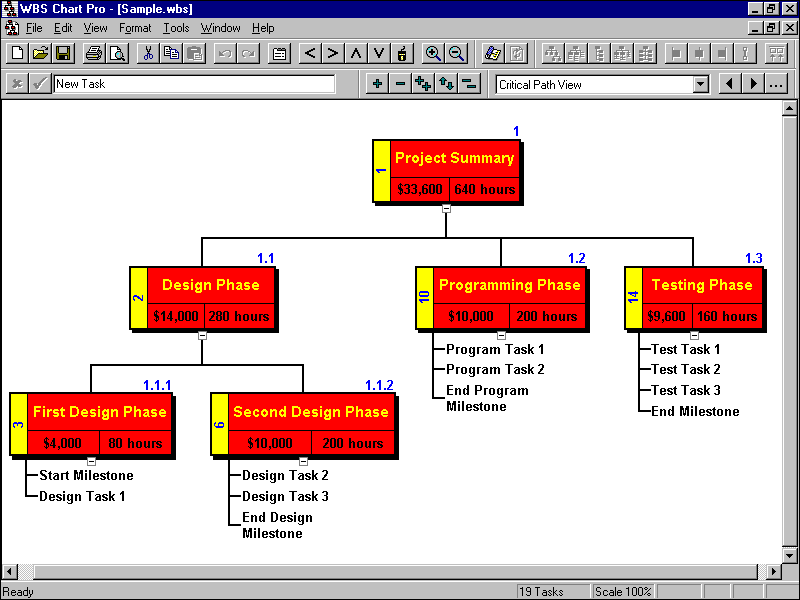 WBS Chart Pro - [Sample.wbs]
File Edit View Format Tools Window Help
New Task
Critical Path View
1
1 Project Summary
$33,600 640 hours
1.1 1.2 1.3
2 Design Phase
$14,000 280 hours
10 Programming Phase
$10,000 200 hours
14 Testing Phase
$9,600 160 hours
Program Task 1
Program Task 2
End Program
Milestone
Test Task 1
Test Task 2
Test Task 3
End Milestone
1.1.1 1.1.2
3 First Design Phase
$4,000 80 hours
6 Second Design Phase
$10,000 200 hours
Start Milestone
Design Task 1
Design Task 2
Design Task 3
End Design
Milestone
Ready 19 Tasks Scale 100%